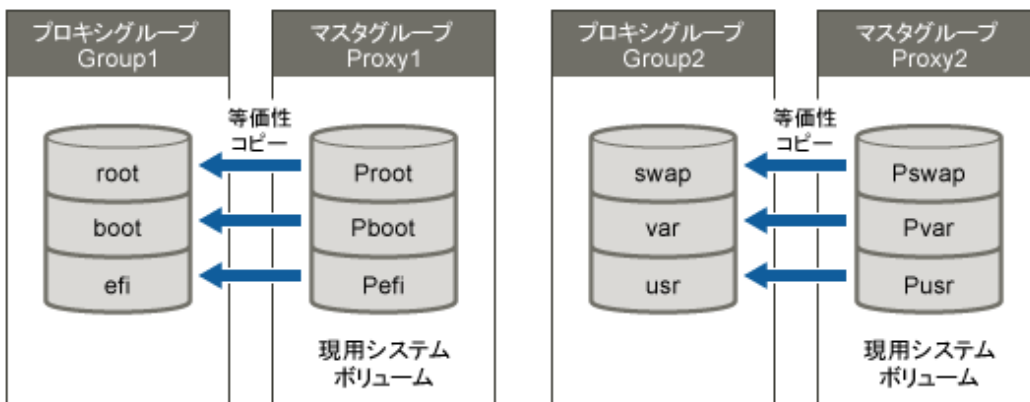 プロキシグループ
Group1
マスタグループ
Proxy1
等価性
コピー
root
boot
efi
Proot
Pboot
Pefi
現用システム
ボリューム
プロキシグループ
Group2
マスタグループ
Proxy2
等価性
コピー
swap
var
usr
Pswap
Pvar
Pusr
現用システム
ボリューム